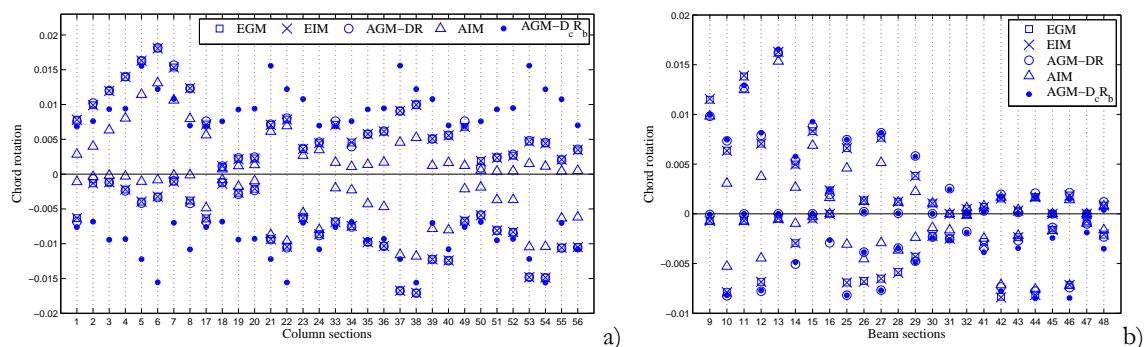 EGM EIM AGM-DR AIM AGM-DcRb
Chord rotation
0.02
0.015
0.01
0.005
0
-0.005
-0.01
-0.015
-0.02
1 2 3 4 5 6 7 8 17 18 19 20 21 22 23 24 33 34 35 36 37 38 39 40 49 50 51 52 53 54 55 56
Column sections
a)
EGM
EIM
AGM-DR
AIM
AGM-DcRb
Chord rotation
0.02
0.015
0.01
0.005
0
-0.005
-0.01
9 10 11 12 13 14 15 16 25 26 27 28 29 30 31 32 41 42 43 44 45 46 47 48
Beam sections
b)